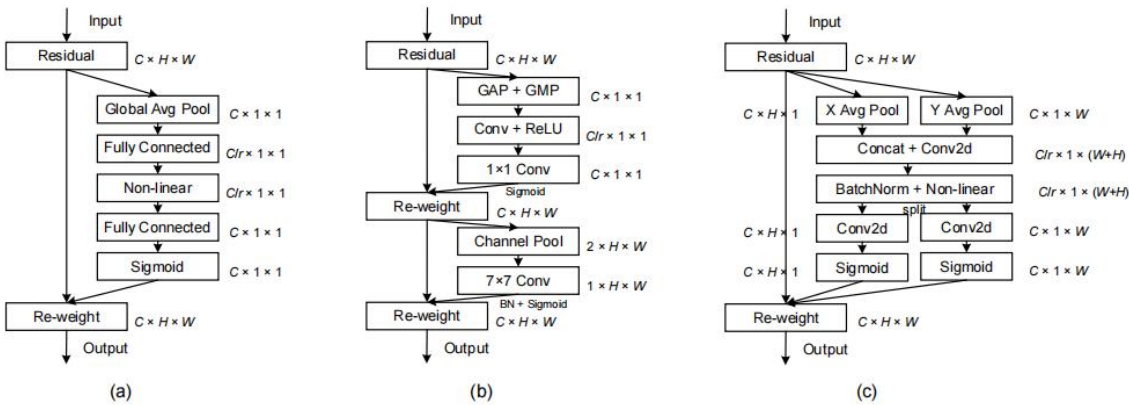 Input
Residual
C × H × W
Global Avg Pool
C × 1 × 1
Fully Connected
C/r × 1 × 1
Non-linear
C/r × 1 × 1
Fully Connected
C × 1 × 1
Sigmoid
C × 1 × 1
Re-weight
C × H × W
Output
(a)
Input
Residual
C × H × W
GAP + GMP
C × 1 × 1
Conv + ReLU
C/r × 1 × 1
1×1 Conv
C × 1 × 1
Sigmoid
Re-weight
C × H × W
Channel Pool
2 × H × W
7×7 Conv
1 × H × W
BN + Sigmoid
Re-weight
C × H × W
Output
(b)
Input
Residual
C × H × W
C × H × 1
X Avg Pool
Y Avg Pool
C × 1 × W
Concat + Conv2d
C/r × 1 × (W+H)
BatchNorm + Non-linear
C/r × 1 × (W+H)
split
C × H × 1
Conv2d
Conv2d
C × 1 × W
C × H × 1
Sigmoid
Sigmoid
C × 1 × W
Re-weight
C × H × W
Output
(c)